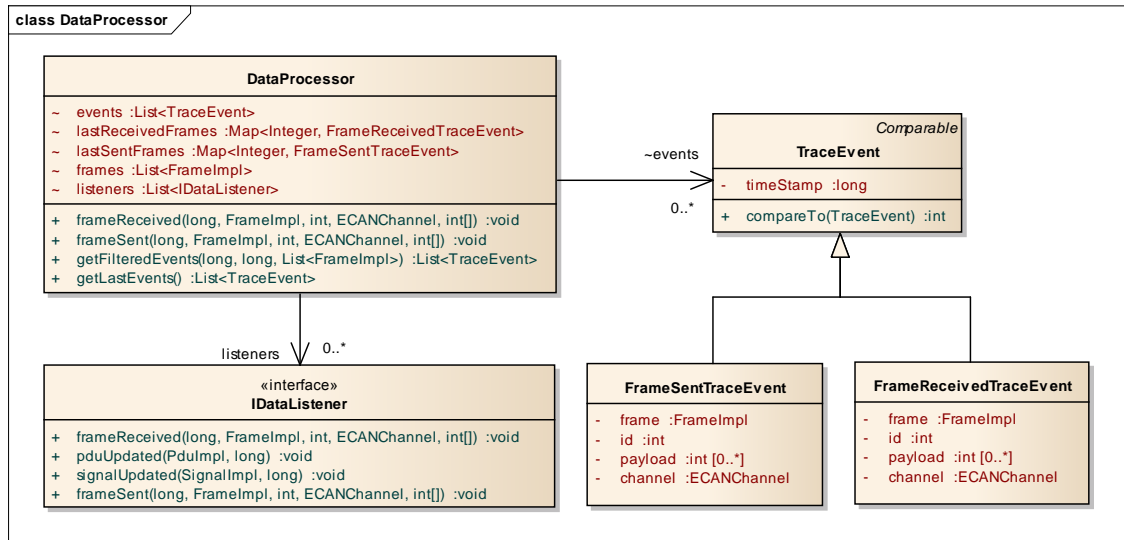 class DataProcessor
DataProcessor
~ events :List<TraceEvent>
~ lastReceivedFrames :Map<Integer, FrameReceivedTraceEvent>
~ lastSentFrames :Map<Integer, FrameSentTraceEvent>
~ frames :List<FrameImpl>
~ listeners :List<IDataListener>
+ frameReceived(long, FrameImpl, int, ECANChannel, int[]) :void
+ frameSent(long, FrameImpl, int, ECANChannel, int[]) :void
+ getFilteredEvents(long, long, List<FrameImpl>) :List<TraceEvent>
+ getLastEvents() :List<TraceEvent>
~events
0..*
Comparable
TraceEvent
- timeStamp :long
+ compareTo(TraceEvent) :int
listeners
0..*
«interface»
IDataListener
+ frameReceived(long, FrameImpl, int, ECANChannel, int[]) :void
+ pduUpdated(PduImpl, long) :void
+ signalUpdated(SignalImpl, long) :void
+ frameSent(long, FrameImpl, int, ECANChannel, int[]) :void
FrameSentTraceEvent
- frame :FrameImpl
- id :int
- payload :int [0..*]
- channel :ECANChannel
FrameReceivedTraceEvent
- frame :FrameImpl
- id :int
- payload :int [0..*]
- channel :ECANChannel